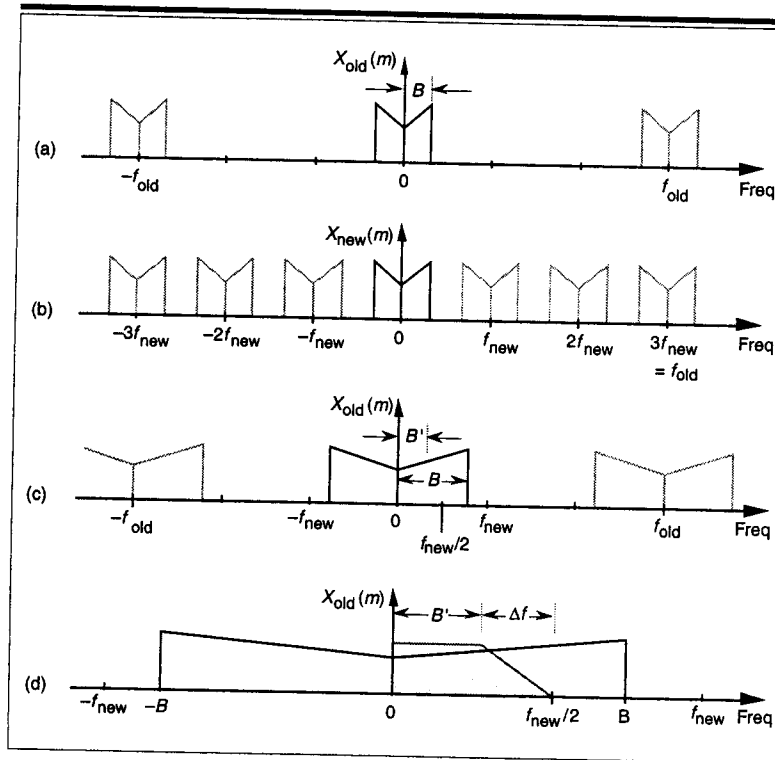 X_old(m)
B
(a)
−f_old
0
f_old
Freq
X_new(m)
(b)
−3f_new
−2f_new
−f_new
0
f_new
2f_new
3f_new
= f_old
Freq
X_old(m)
B'
B
(c)
−f_old
−f_new
0
f_new/2
f_new
f_old
Freq
X_old(m)
B'
Δf
(d)
−f_new
−B
0
f_new/2
B
f_new
Freq